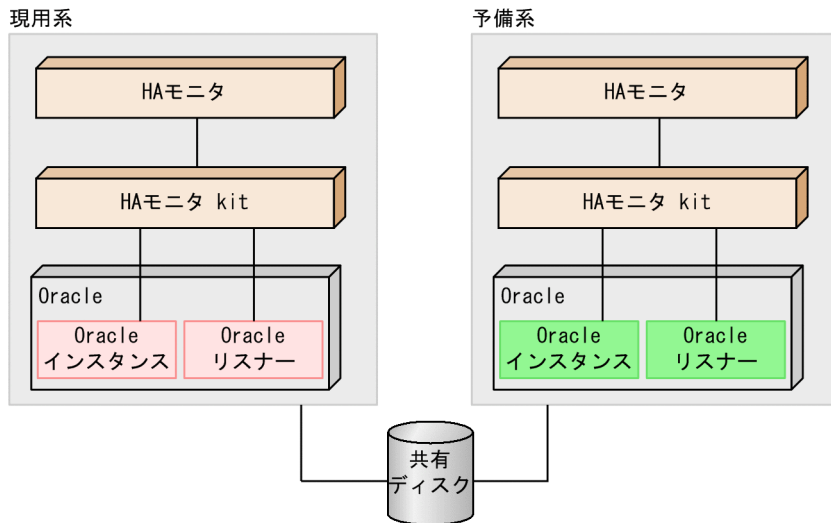 現用系
HAモニタ
HAモニタ kit
Oracle
Oracle
インスタンス
Oracle
リスナー
予備系
HAモニタ
HAモニタ kit
Oracle
Oracle
インスタンス
Oracle
リスナー
共有
ディスク